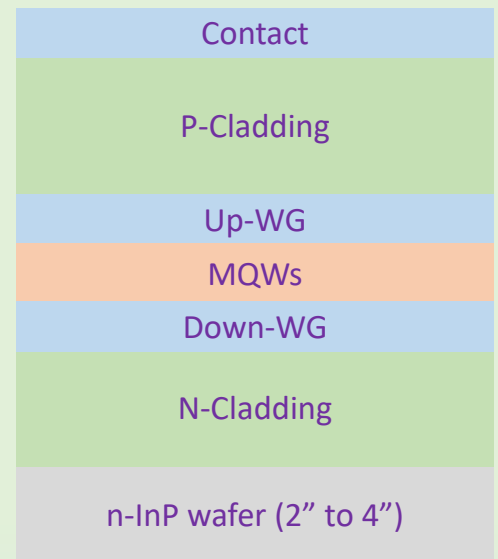 Contact
P-Cladding
Up-WG
MQWs
Down-WG
N-Cladding
n-InP wafer (2” to 4”)